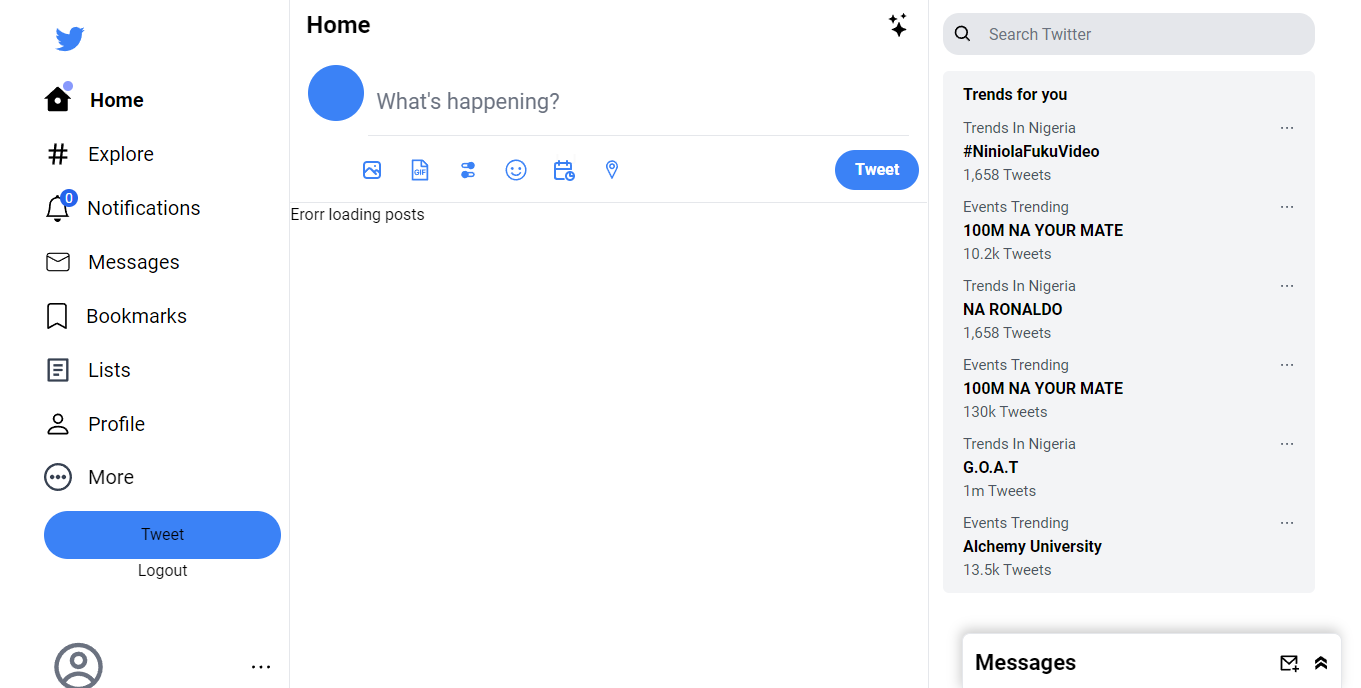 Home
Explore
0
Notifications
Messages
Bookmarks
Lists
Profile
More
Tweet
Logout
Home
What's happening?
GIF
Tweet
Erorr loading posts
Search Twitter
Trends for you
Trends In Nigeria
#NiniolaFukuVideo
1,658 Tweets
Events Trending
100M NA YOUR MATE
10.2k Tweets
Trends In Nigeria
NA RONALDO
1,658 Tweets
Events Trending
100M NA YOUR MATE
130k Tweets
Trends In Nigeria
G.O.A.T
1m Tweets
Events Trending
Alchemy University
13.5k Tweets
Messages